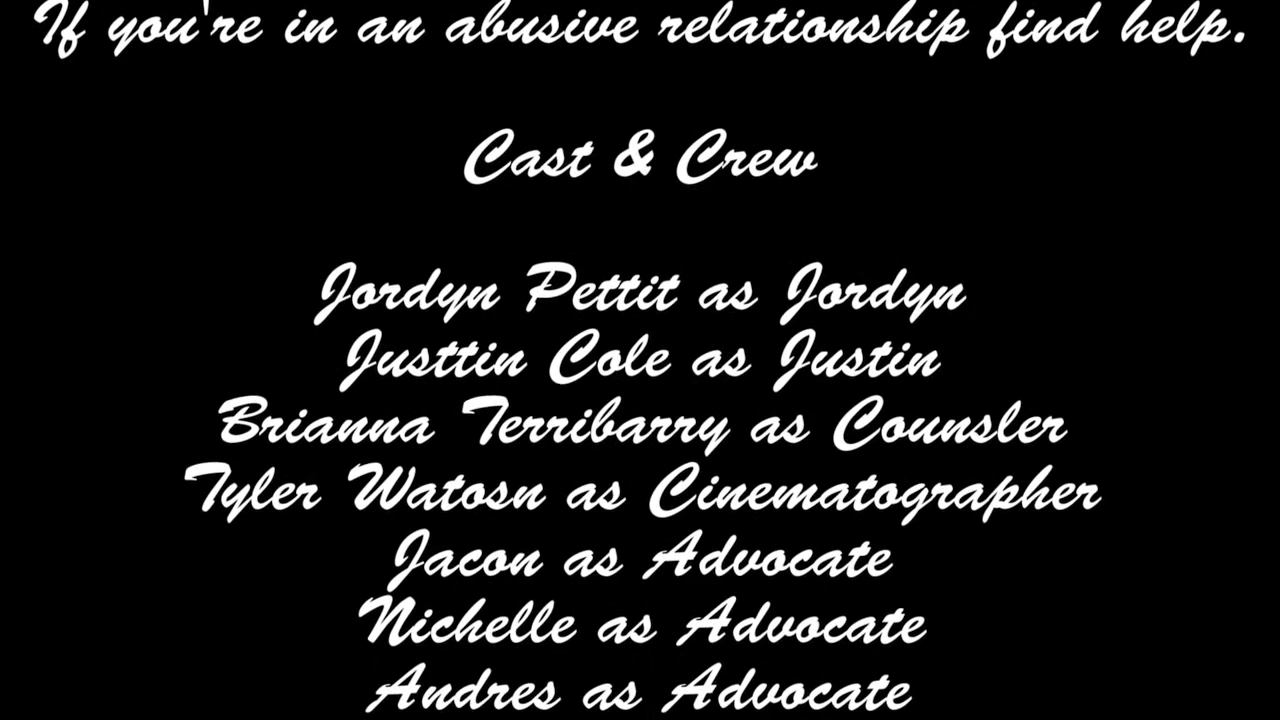 If you're in an abusive relationship find help.
Cast & Crew
Jordyn Pettit as Jordyn
Justtin Cole as Justin
Brianna Terribarry as Counsler
Tyler Watosn as Cinematographer
Jacon as Advocate
Nichelle as Advocate
Andres as Advocate